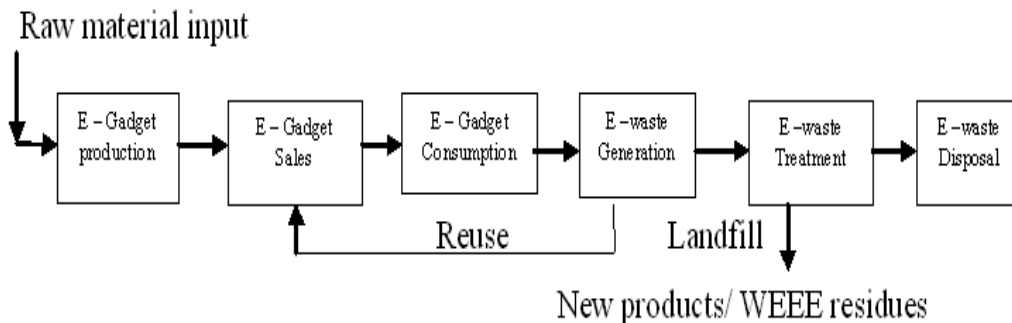 Raw material input
E – Gadget
production
E – Gadget
Sales
E – Gadget
Consumption
E –waste
Generation
E –waste
Treatment
E –waste
Disposal
Reuse
Landfill
New products/ WEEE residues